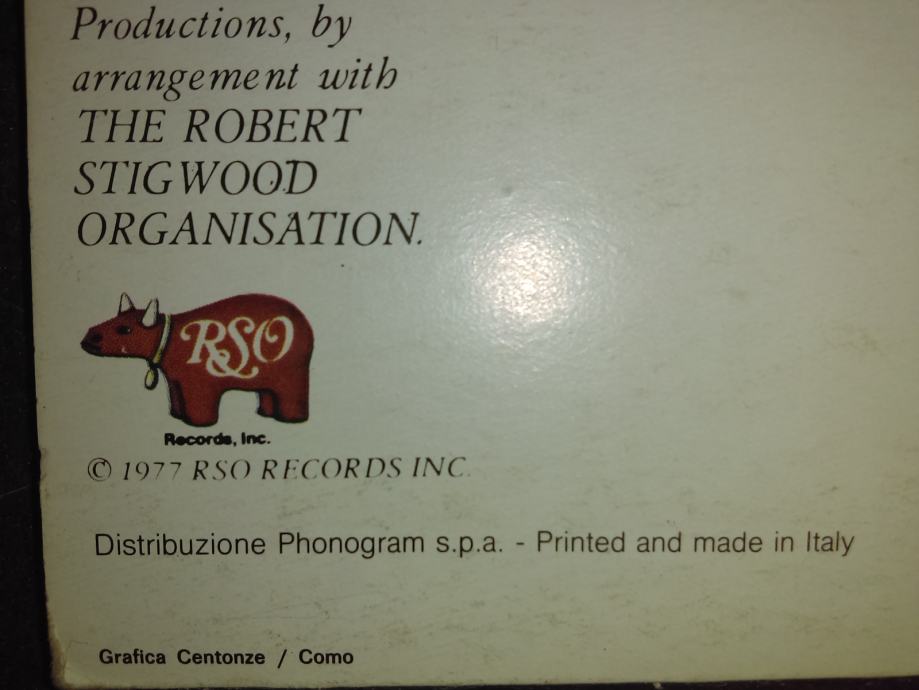 Productions, by
arrangement with
THE ROBERT
STIGWOOD
ORGANISATION.
RSO
Records, Inc.
© 1977 RSO RECORDS INC.
Distribuzione Phonogram s.p.a. - Printed and made in Italy
Grafica Centonze / Como